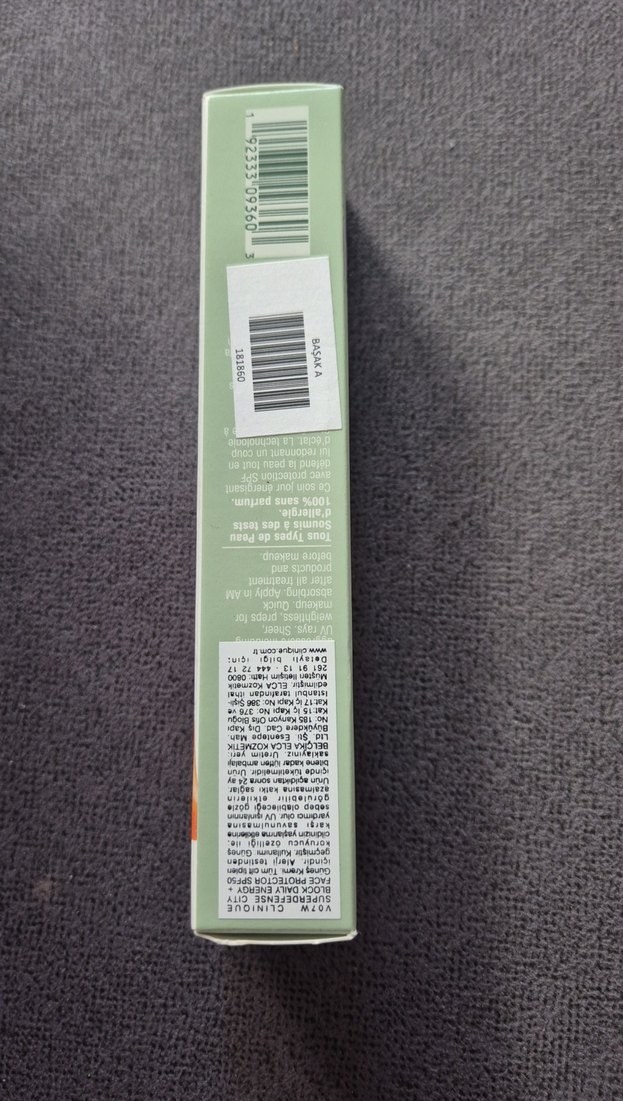 V07W CLINIQUE
SUPERDEFENSE CITY
BLOCK DAILY ENERGY +
FACE PROTECTOR SPF50
Güneş Kremi. Tüm cilt tipleri
içindir. Alerji testinden
geçmiştir. Kullanımı: Güneş
koruyucu özelliği ile;
cildinizin yaşlanma etkilerine
karşı savunulmasına
yardımcı olur. UV ışınlarının
sebep olabileceği gözle
görülebilir etkilerin
azalmasına katkı sağlar.
Ürün açıldıktan sonra 24 ay
içinde tüketilmelidir. Ürün
bitene kadar lütfen ambalajı
saklayınız. Üretim yeri:
BELÇİKA ELCA KOZMETİK
Ltd. Şti. Esentepe Mah.
Büyükdere Cad. Dış Kapı
No: 185 Kanyon Ofis Bloğu
Kat:15 İç Kapı No: 376 ve
Kat:17 İç Kapı No: 386 Şişli-
İstanbul tarafından ithal
edilmiştir. ELCA Kozmetik
Müşteri İletişim Hattı: 0800
261 91 13 - 444 72 17
Detaylı bilgi için:
www.clinique.com.tr
UV rays. Sheer,
weightless, preps for
makeup. Quick
absorbing. Apply in AM
after all treatment
products and
before makeup.
Tous Types de Peau
Soumis à des tests
d'allergie.
100% sans parfum.
Ce soin jour énergisant
avec protection SPF
défend la peau tout en
lui redonnant un coup
d'éclat. La technologie
BAŞAK A
181860
1 92333 09360 3